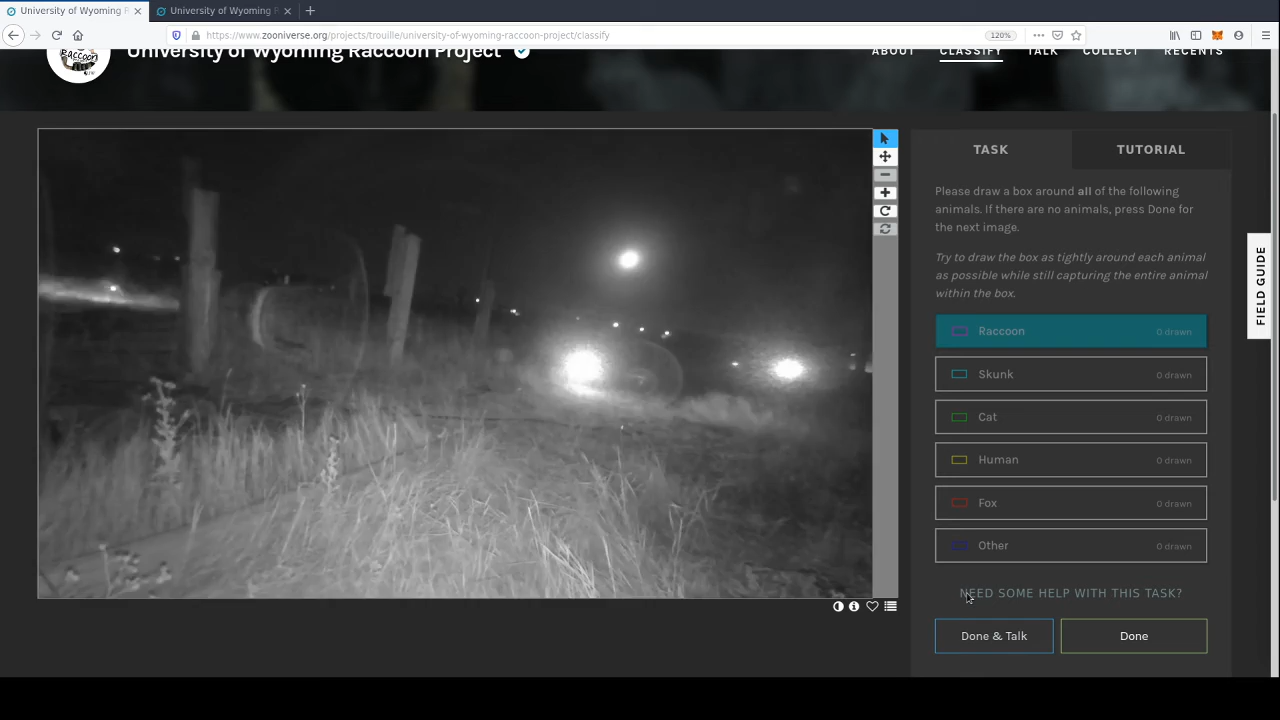 University of Wyoming R
University of Wyoming R
https://www.zooniverse.org/projects/trouille/university-of-wyoming-raccoon-project/classify
120%
Raccoon
University of Wyoming Raccoon Project
ABOUT
CLASSIFY
TALK
COLLECT
RECENTS
TASK
TUTORIAL
Please draw a box around all of the following
animals. If there are no animals, press Done for
the next image.
Try to draw the box as tightly around each animal
as possible while still capturing the entire animal
within the box.
Raccoon
0 drawn
Skunk
0 drawn
Cat
0 drawn
Human
0 drawn
Fox
0 drawn
Other
0 drawn
NEED SOME HELP WITH THIS TASK?
Done & Talk
Done
FIELD GUIDE